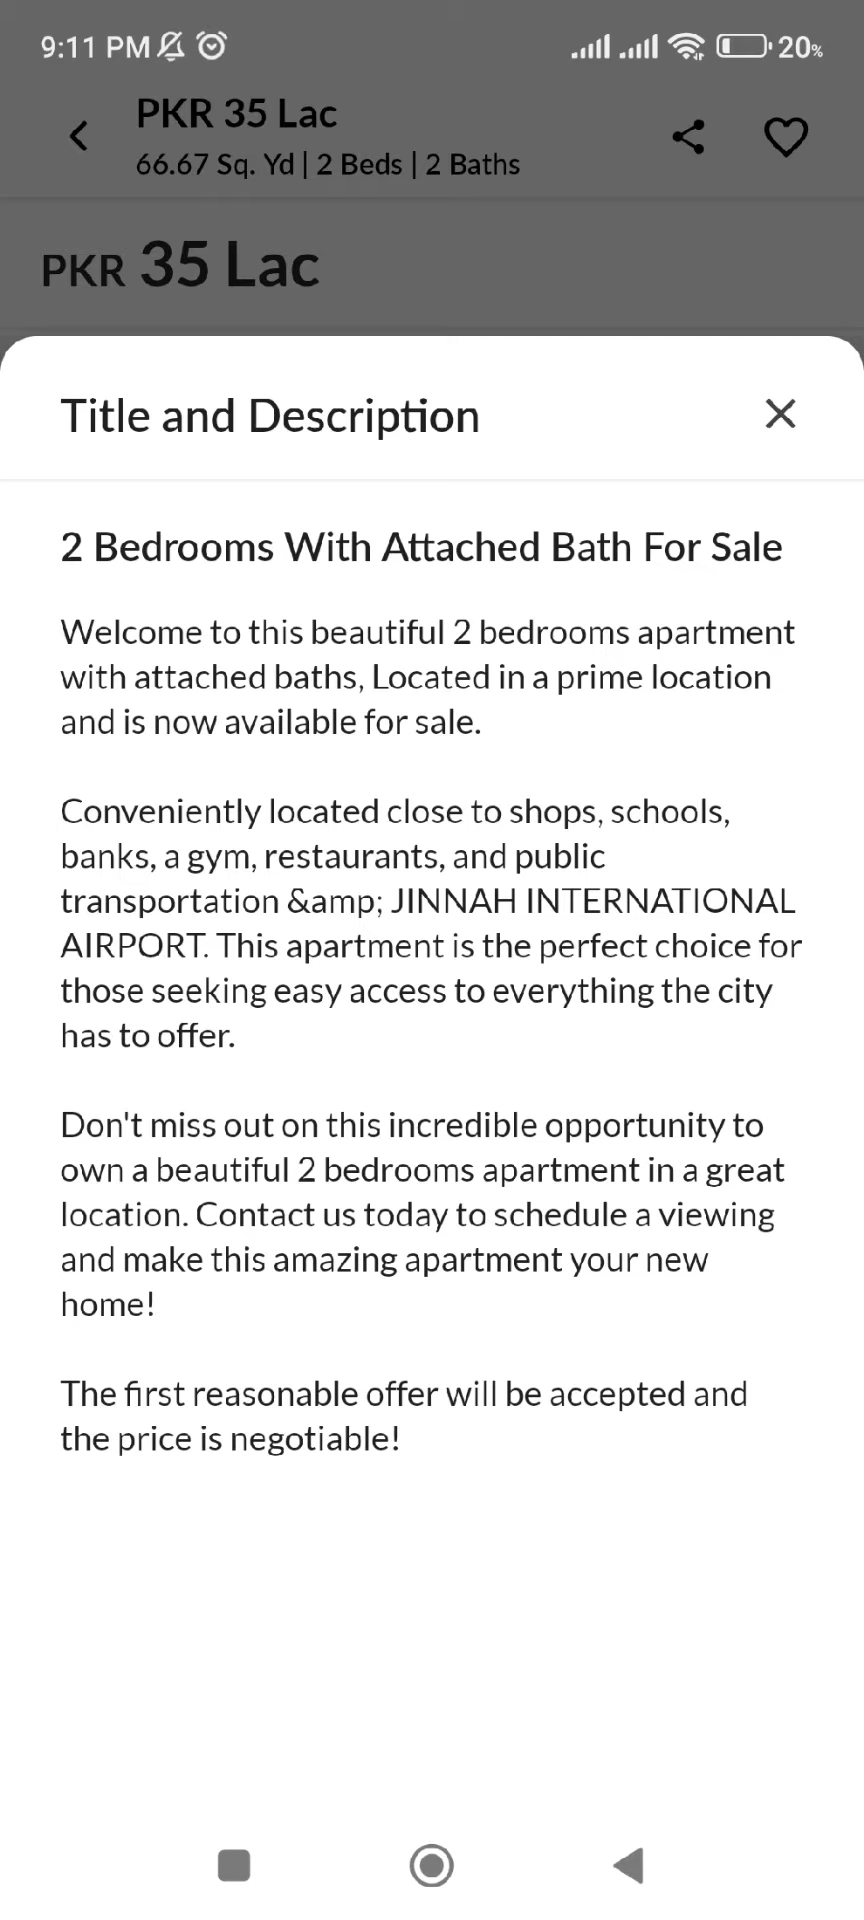 9:11 PM
20%
PKR 35 Lac
66.67 Sq. Yd | 2 Beds | 2 Baths
PKR 35 Lac
Title and Description
2 Bedrooms With Attached Bath For Sale
Welcome to this beautiful 2 bedrooms apartment
with attached baths, Located in a prime location
and is now available for sale.
Conveniently located close to shops, schools,
banks, a gym, restaurants, and public
transportation &amp; JINNAH INTERNATIONAL
AIRPORT. This apartment is the perfect choice for
those seeking easy access to everything the city
has to offer.
Don't miss out on this incredible opportunity to
own a beautiful 2 bedrooms apartment in a great
location. Contact us today to schedule a viewing
and make this amazing apartment your new
home!
The first reasonable offer will be accepted and
the price is negotiable!